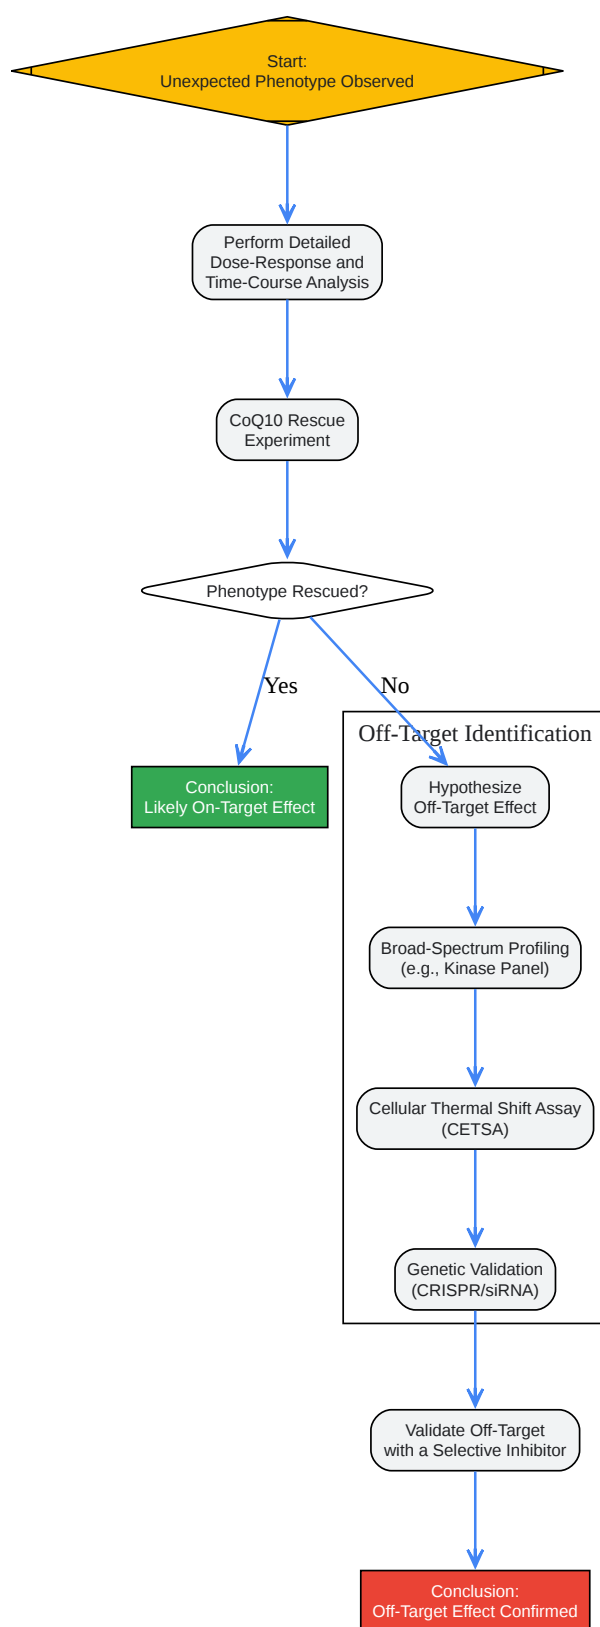 Start:
Unexpected Phenotype Observed
Perform Detailed
Dose-Response and
Time-Course Analysis
CoQ10 Rescue
Experiment
Phenotype Rescued?
Yes
No
Off-Target Identification
Conclusion:
Likely On-Target Effect
Hypothesize
Off-Target Effect
Broad-Spectrum Profiling
(e.g., Kinase Panel)
Cellular Thermal Shift Assay
(CETSA)
Genetic Validation
(CRISPR/siRNA)
Validate Off-Target
with a Selective Inhibitor
Conclusion:
Off-Target Effect Confirmed